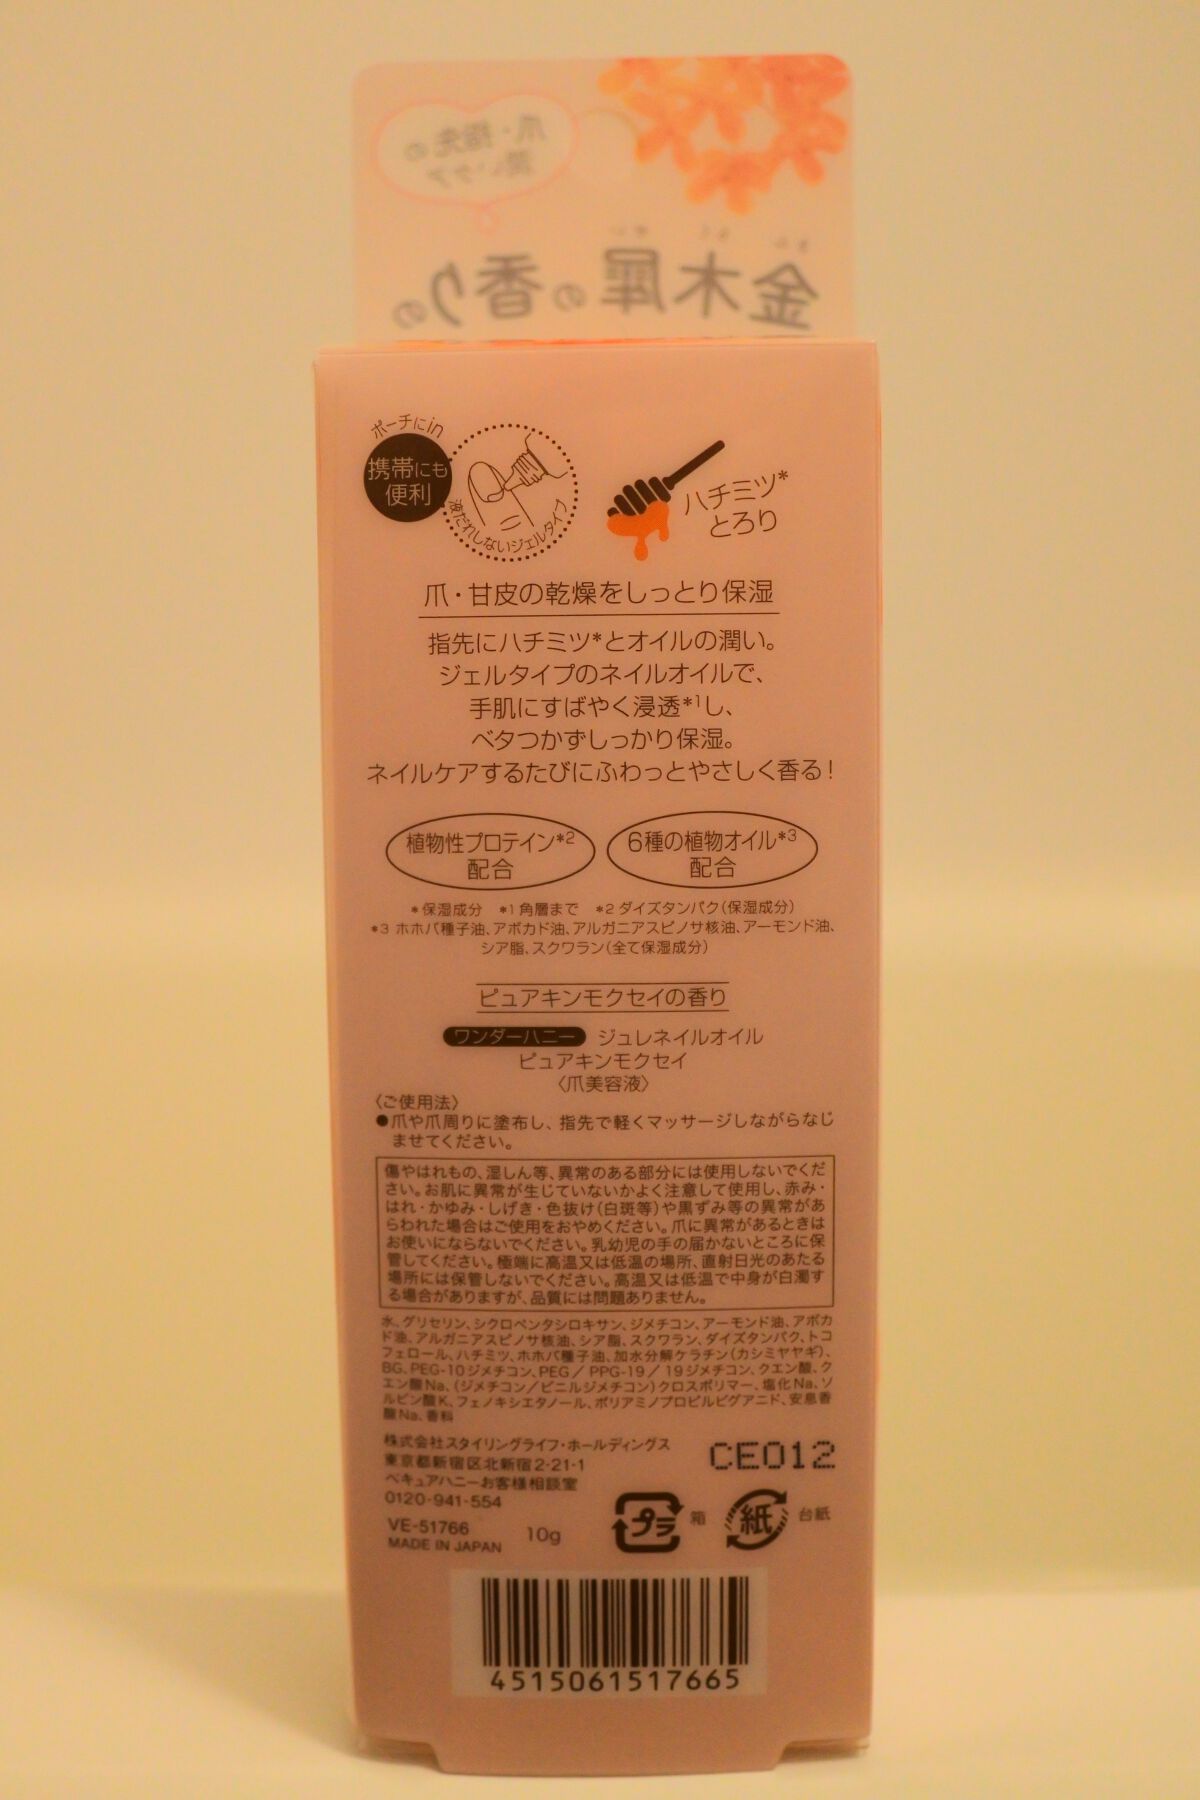 爪・指先の
潤いケア
きんもくせい
金木犀の香りの
ポーチにin
携帯にも
便利
液だれしないジェルタイプ
ハチミツ*
とろり
爪・甘皮の乾燥をしっとり保湿
指先にハチミツ*とオイルの潤い。
ジェルタイプのネイルオイルで、
手肌にすばやく浸透*1し、
ベタつかずしっかり保湿。
ネイルケアするたびにふわっとやさしく香る!
植物性プロテイン*2
配合
6種の植物オイル*3
配合
*保湿成分 *1 角層まで *2 ダイズタンパク(保湿成分)
*3 ホホバ種子油、アボカド油、アルガニアスピノサ核油、アーモンド油、
シア脂、スクワラン(全て保湿成分)
ピュアキンモクセイの香り
ワンダーハニー ジュレネイルオイル
ピュアキンモクセイ
〈爪美容液〉
〈ご使用法〉
●爪や爪周りに塗布し、指先で軽くマッサージしながらなじ
ませてください。
傷やはれもの、湿しん等、異常のある部分には使用しないでくだ
さい。お肌に異常が生じていないかよく注意して使用し、赤み・
はれ・かゆみ・しげき・色抜け(白斑等)や黒ずみ等の異常があ
らわれた場合はご使用をおやめください。爪に異常があるときは
お使いにならないでください。乳幼児の手の届かないところに保
管してください。極端に高温又は低温の場所、直射日光のあたる
場所には保管しないでください。高温又は低温で中身が白濁す
る場合がありますが、品質には問題ありません。
水、グリセリン、シクロペンタシロキサン、ジメチコン、アーモンド油、アボカ
ド油、アルガニアスピノサ核油、シア脂、スクワラン、ダイズタンパク、トコ
フェロール、ハチミツ、ホホバ種子油、加水分解ケラチン(カシミヤヤギ)、
BG、PEG-10ジメチコン、PEG/PPG-19/19ジメチコン、クエン酸、ク
エン酸Na、(ジメチコン/ビニルジメチコン)クロスポリマー、塩化Na、ソ
ルビン酸K、フェノキシエタノール、ポリアミノプロピルビグアニド、安息香
酸Na、香料
株式会社スタイリングライフ・ホールディングス
東京都新宿区北新宿2-21-1
ベキュアハニーお客様相談室
0120-941-554
CE012
VE-51766
MADE IN JAPAN
10g
プラ 箱
紙 台紙
4515061517665